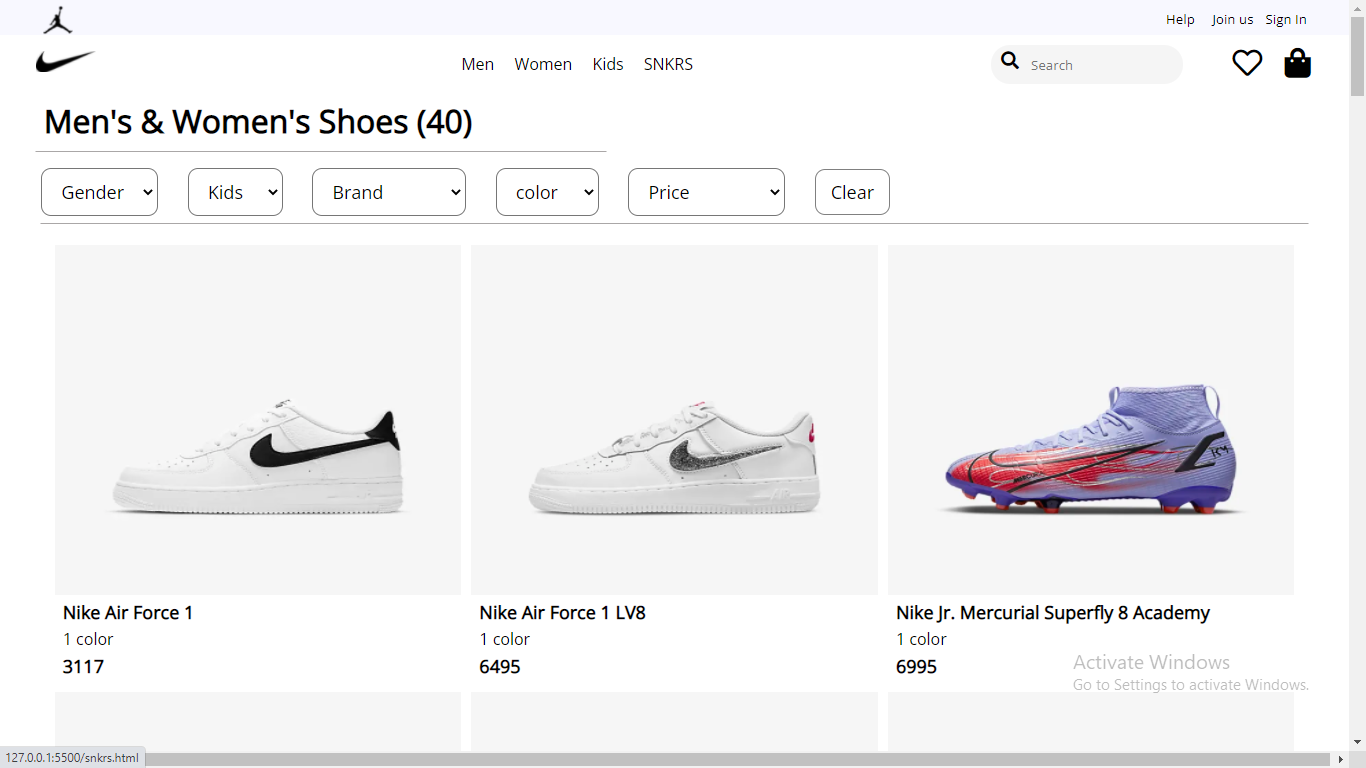 Help Join us Sign In
Men Women Kids SNKRS Search
Men's & Women's Shoes (40)
Gender Kids Brand color Price Clear
Nike Air Force 1 Nike Air Force 1 LV8 Nike Jr. Mercurial Superfly 8 Academy
1 color 1 color 1 color
3117 6495 6995
Activate Windows
Go to Settings to activate Windows.
127.0.0.1:5500/snkrs.html